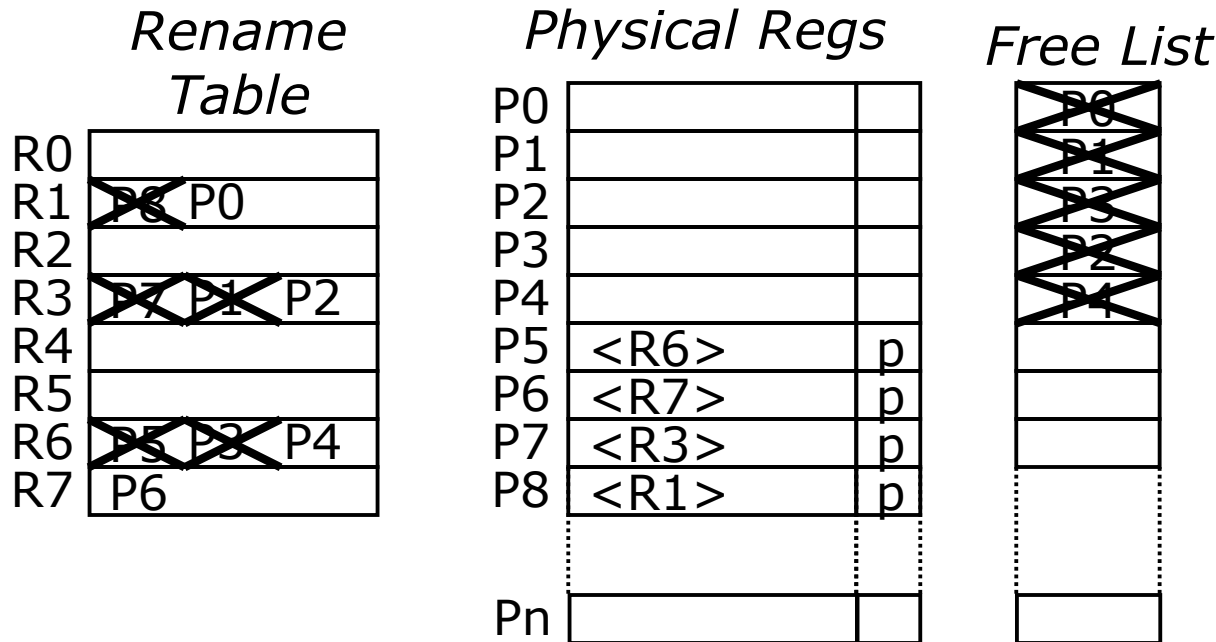 Rename
Table
R0
R1 P8 P0
R2
R3 P7 P1 P2
R4
R5
R6 P5 P3 P4
R7 P6
Physical Regs
P0
P1
P2
P3
P4
P5 <R6> p
P6 <R7> p
P7 <R3> p
P8 <R1> p
Pn
Free List
P0
P1
P3
P2
P4